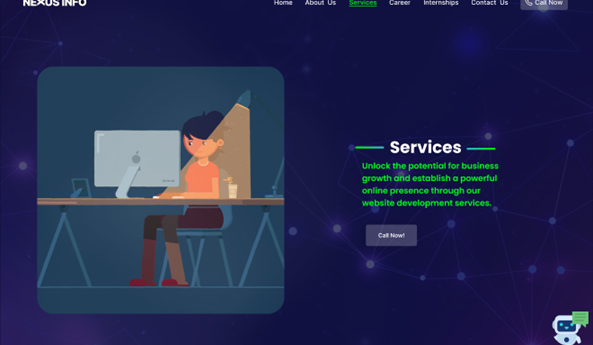 NEXUS INFO
Home About Us Services Career Internships Contact Us Call Now
Services
Unlock the potential for business
growth and establish a powerful
online presence through our
website development services.
Call Now!